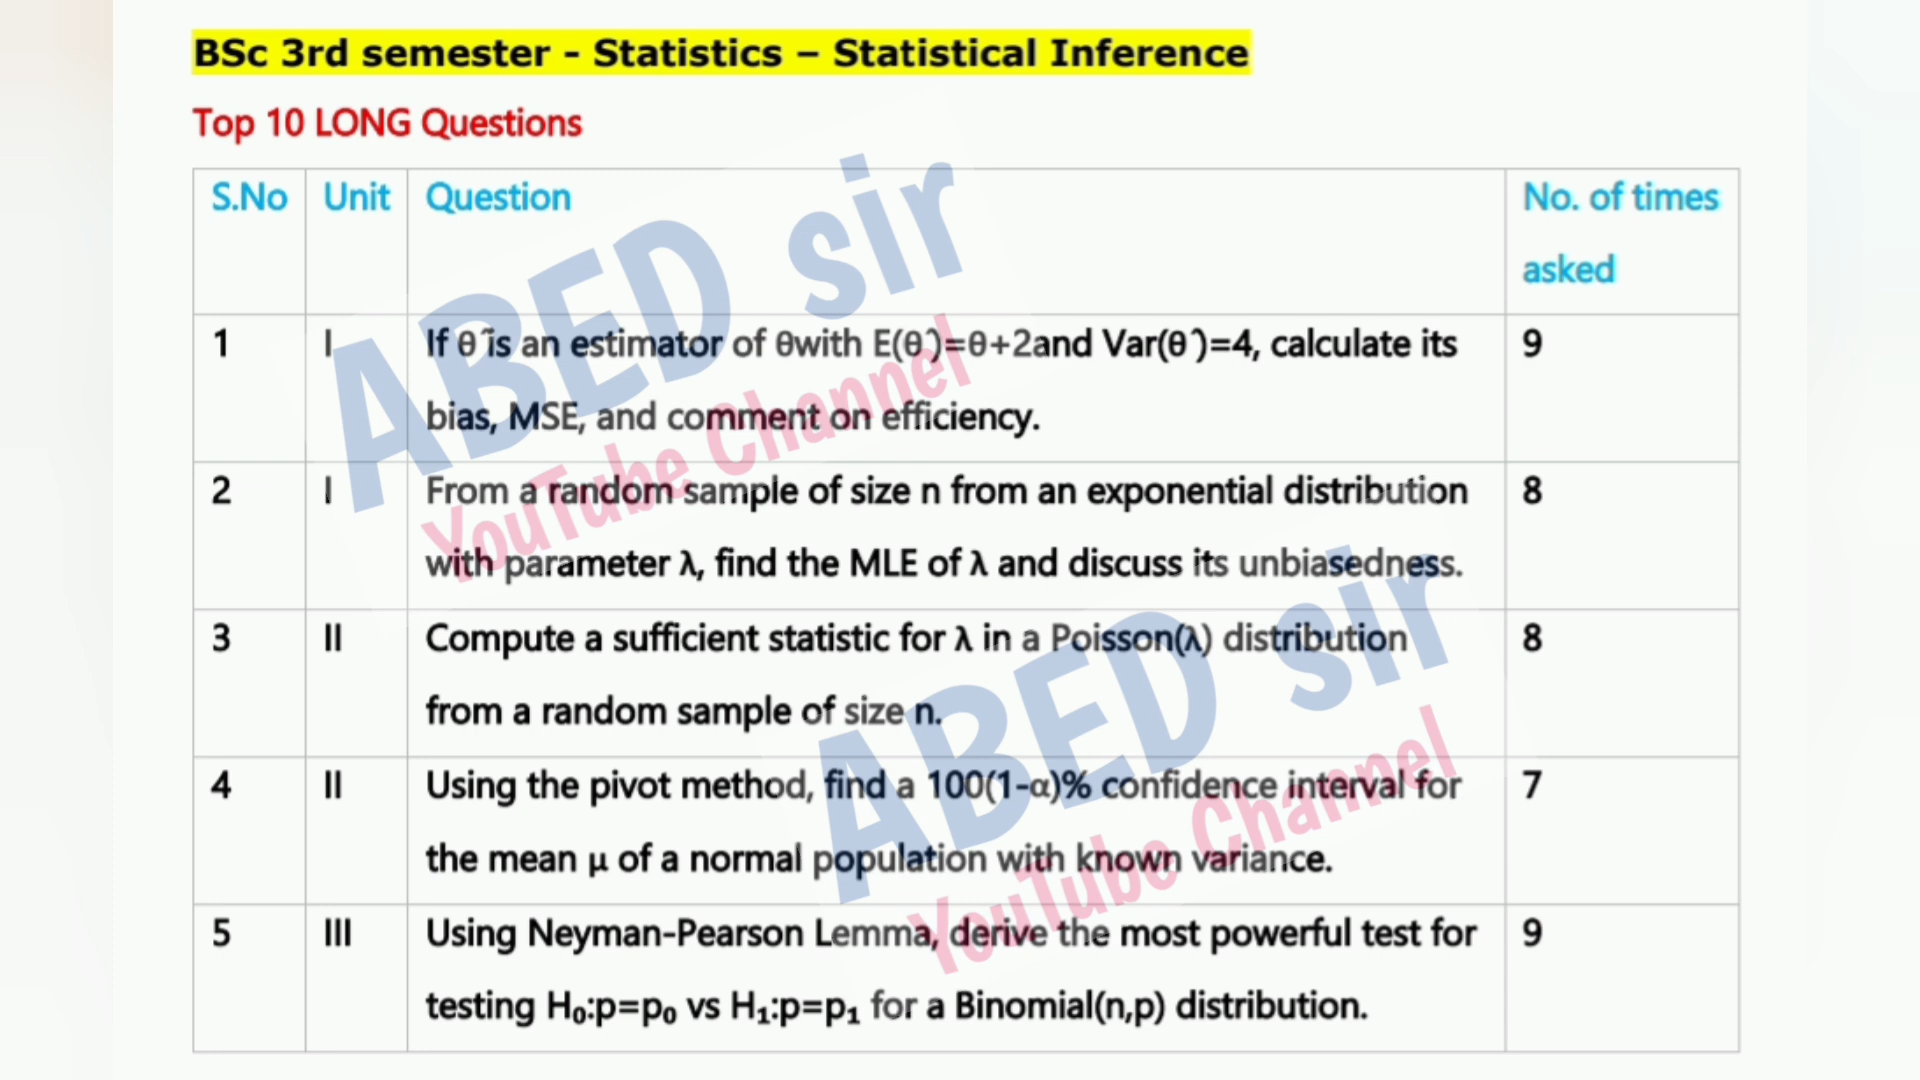 BSc 3rd semester - Statistics – Statistical Inference
Top 10 LONG Questions
S.No Unit Question No. of times
asked
1 I If θ ̂ is an estimator of θwith E(θ ̂)=θ+2and Var(θ ̂)=4, calculate its 9
bias, MSE, and comment on efficiency.
2 I From a random sample of size n from an exponential distribution 8
with parameter λ, find the MLE of λ and discuss its unbiasedness.
3 II Compute a sufficient statistic for λ in a Poisson(λ) distribution 8
from a random sample of size n.
4 II Using the pivot method, find a 100(1-α)% confidence interval for 7
the mean μ of a normal population with known variance.
5 III Using Neyman-Pearson Lemma, derive the most powerful test for 9
testing H₀:p=p₀ vs H₁:p=p₁ for a Binomial(n,p) distribution.
ABED sir
YouTube Channel
ABED sir
YouTube Channel